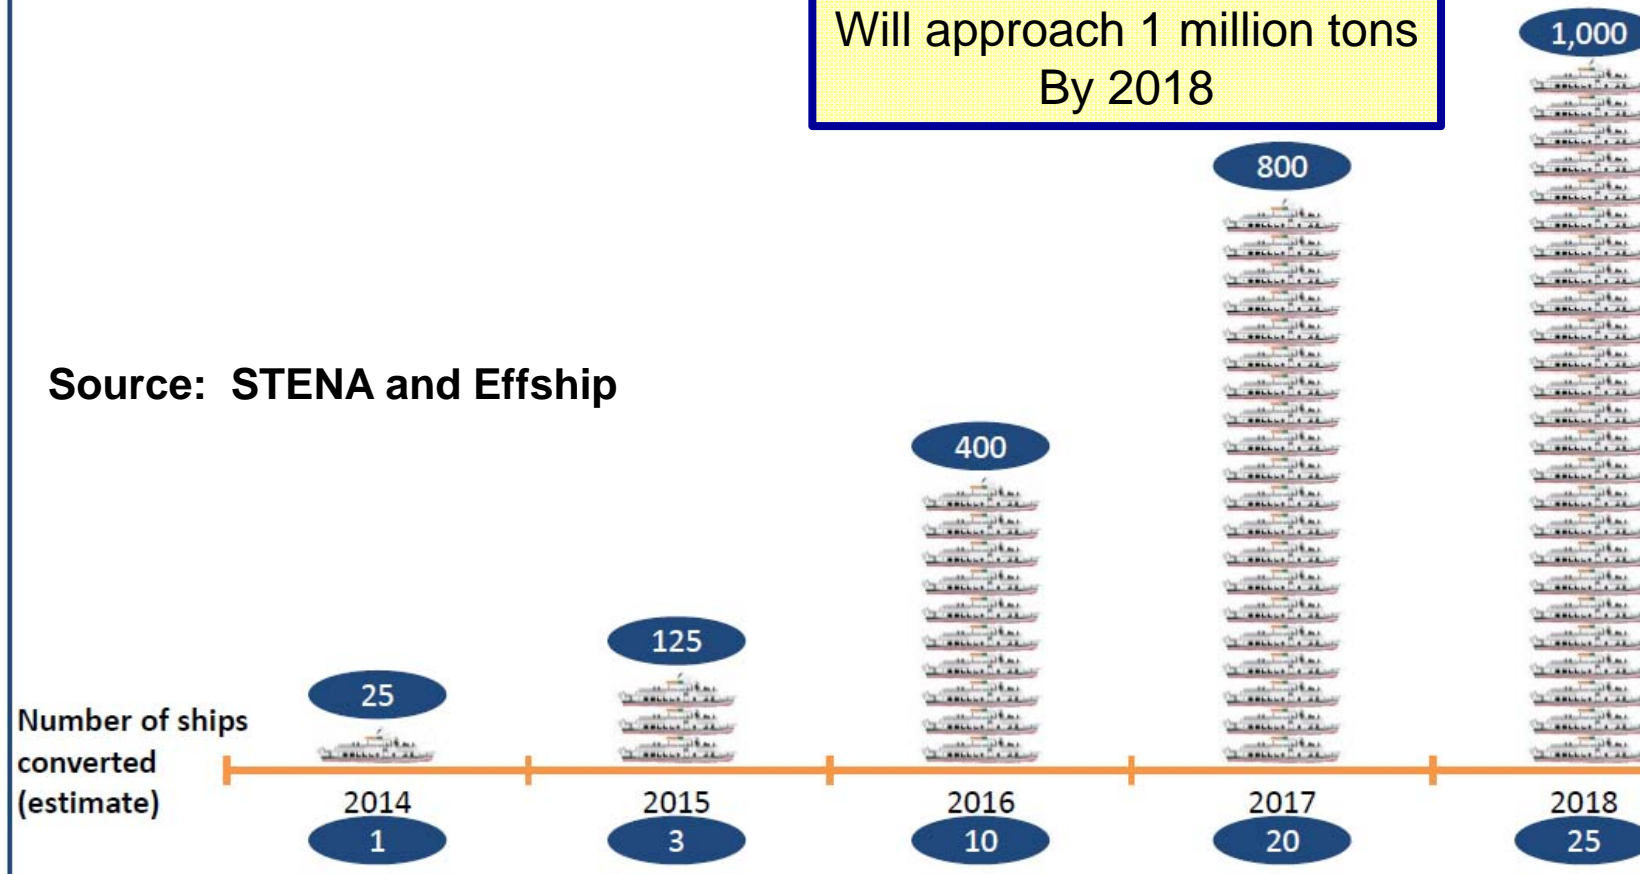 Will approach 1 million tons
By 2018
1,000
800
Source: STENA and Effship
400
125
25
Number of ships
converted
(estimate)
2014
2015
2016
2017
2018
1
3
10
20
25